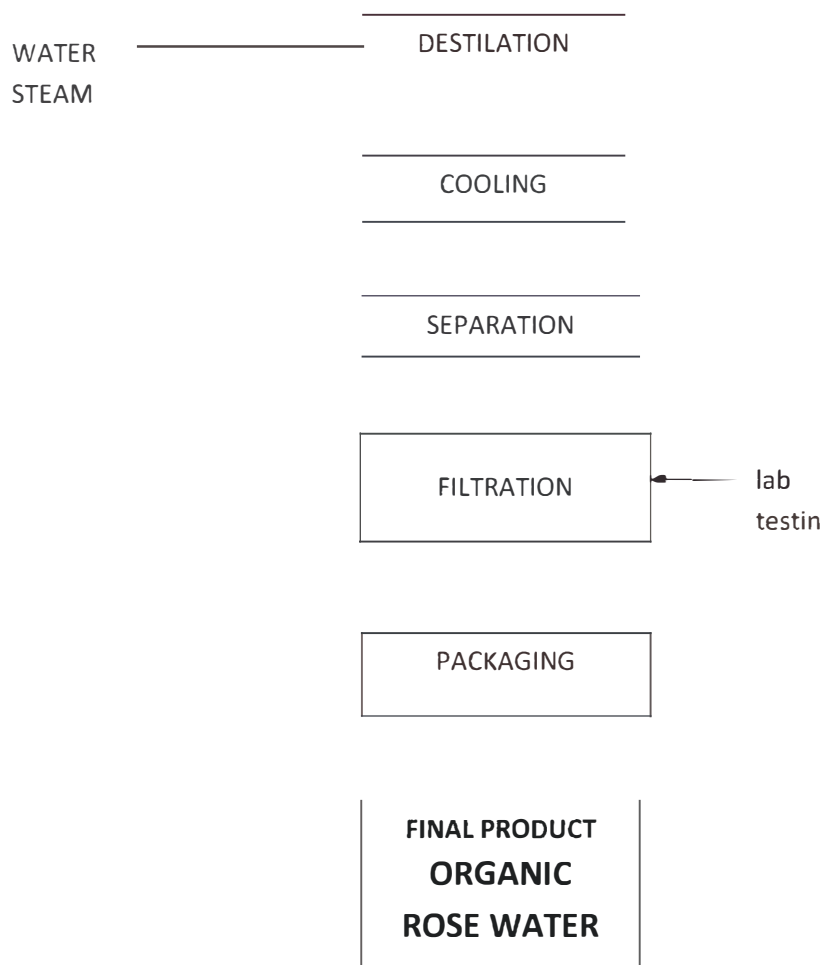 WATER
STEAM
DESTILATION
COOLING
SEPARATION
FILTRATION
lab
testin
PACKAGING
FINAL PRODUCT
ORGANIC
ROSE WATER